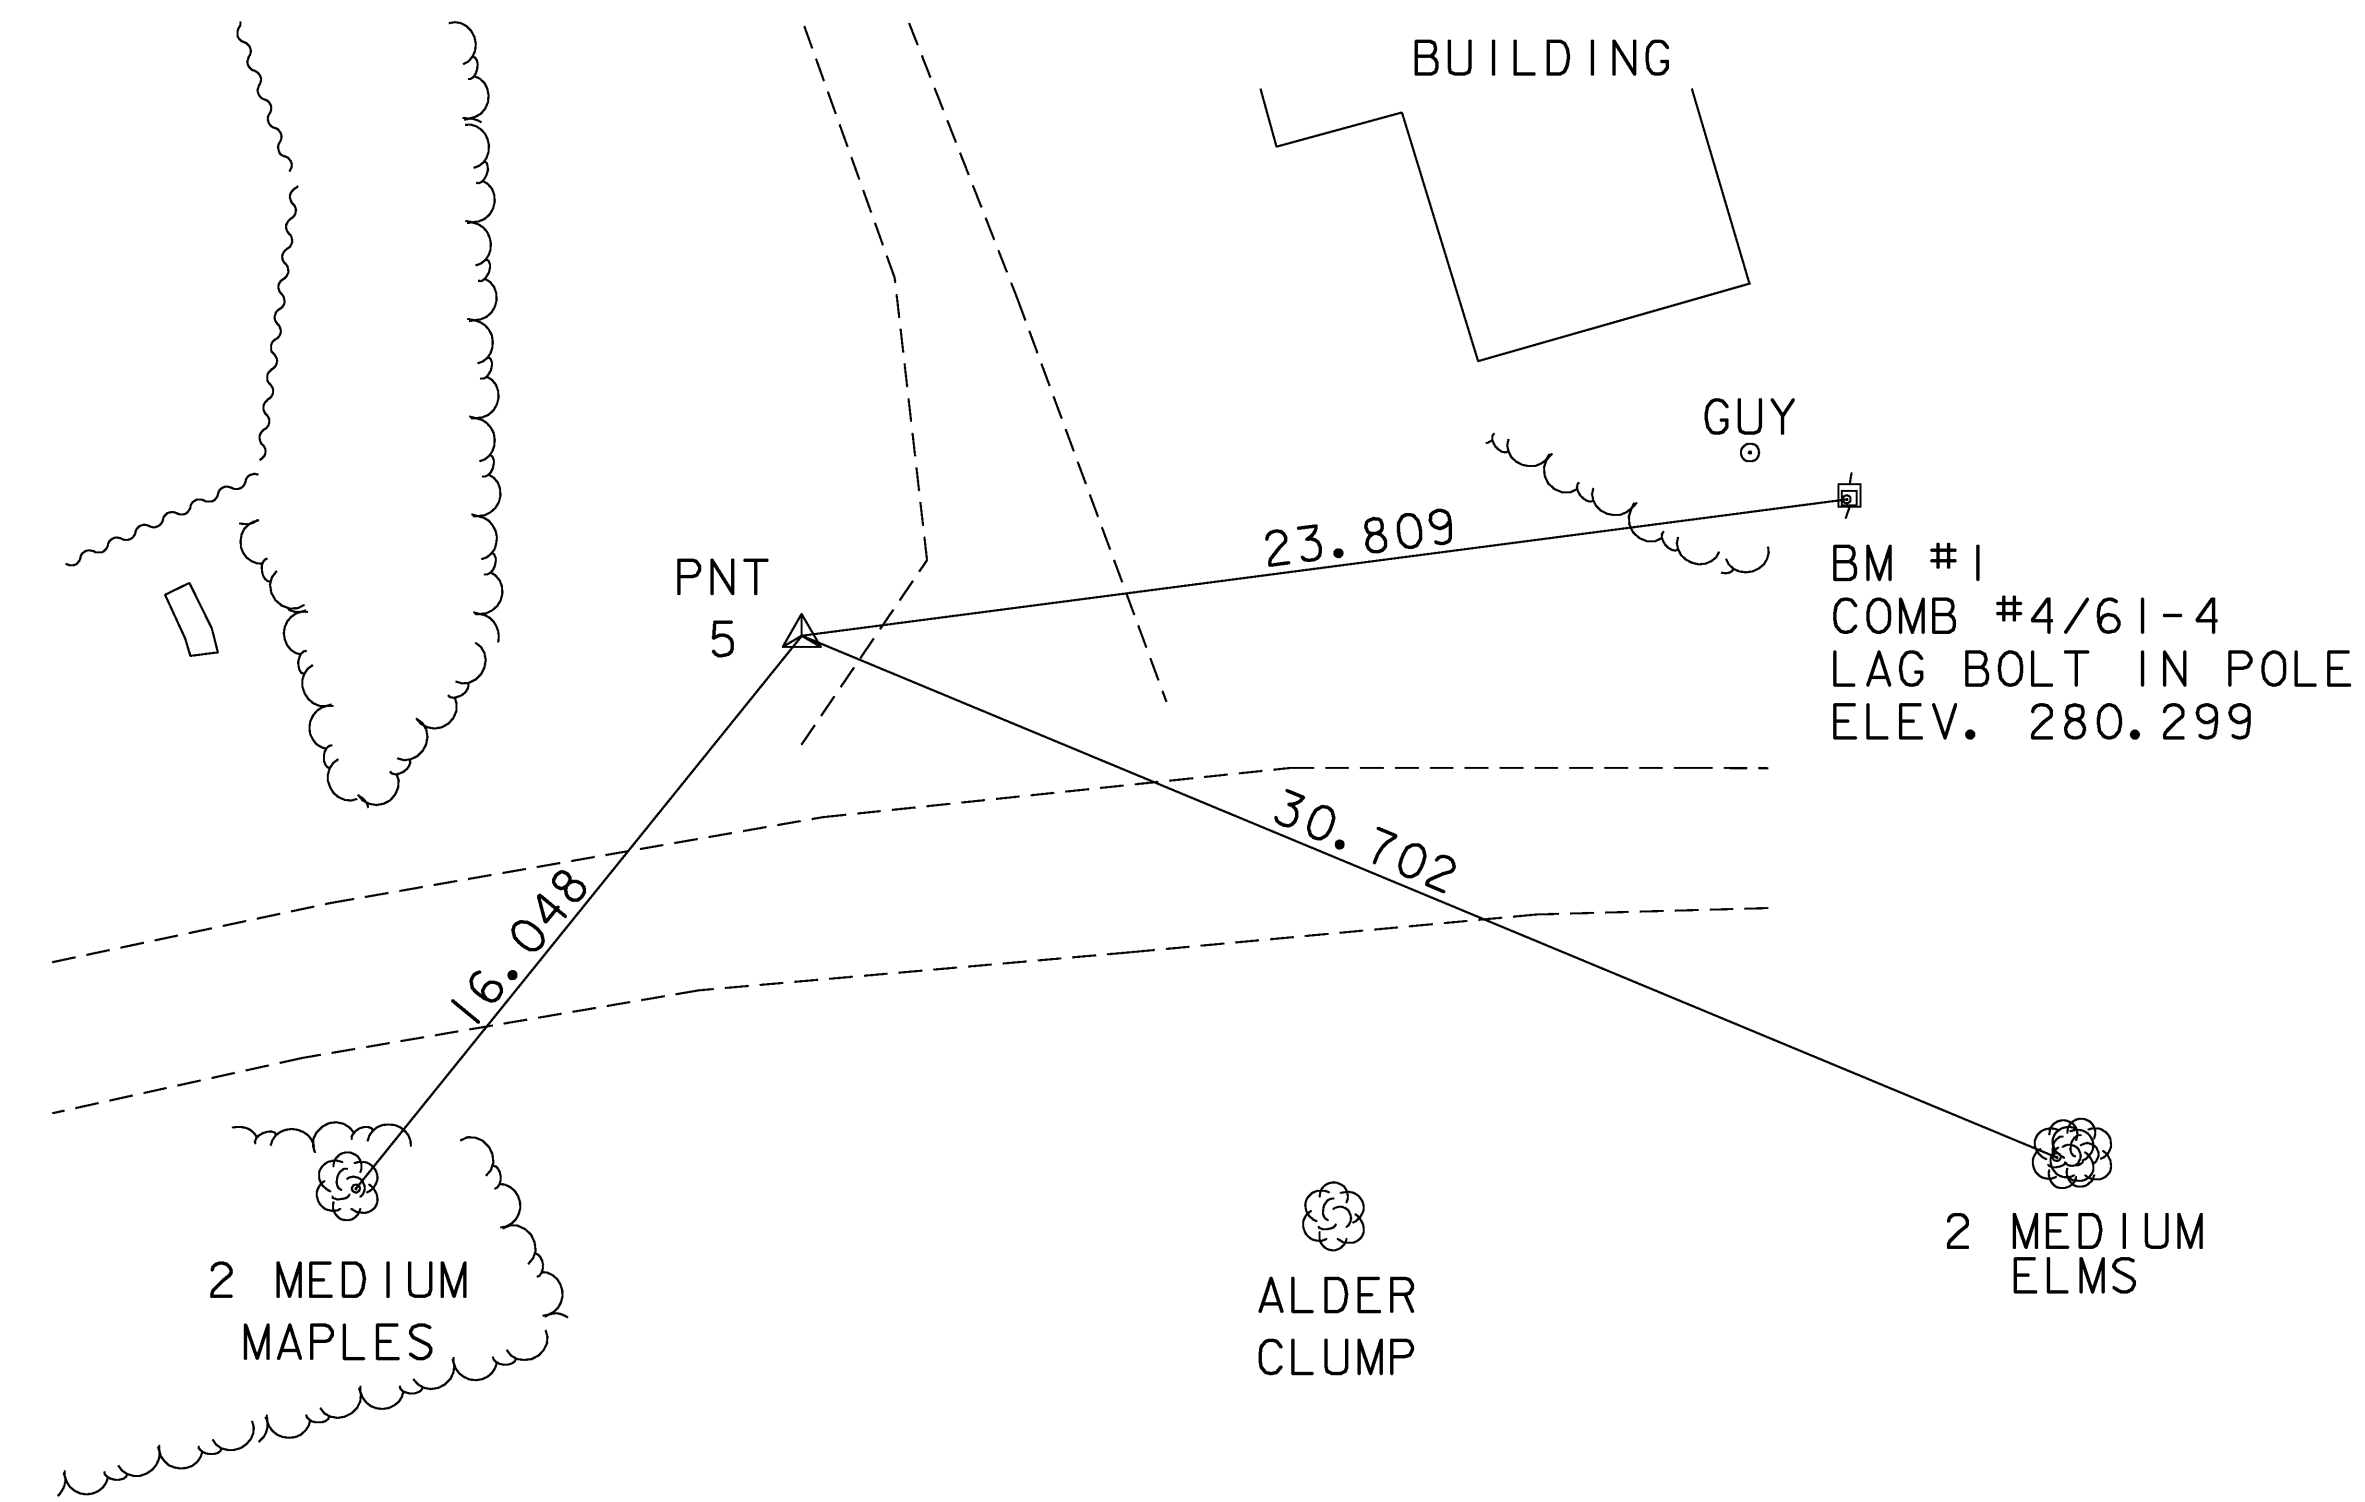 BUILDING
GUY
23.809
PNT
5
BM #1
COMB #4/61-4
LAG BOLT IN POLE
ELEV. 280.299
30.702
16.048
2 MEDIUM
ELMS
2 MEDIUM
MAPLES
ALDER
CLUMP